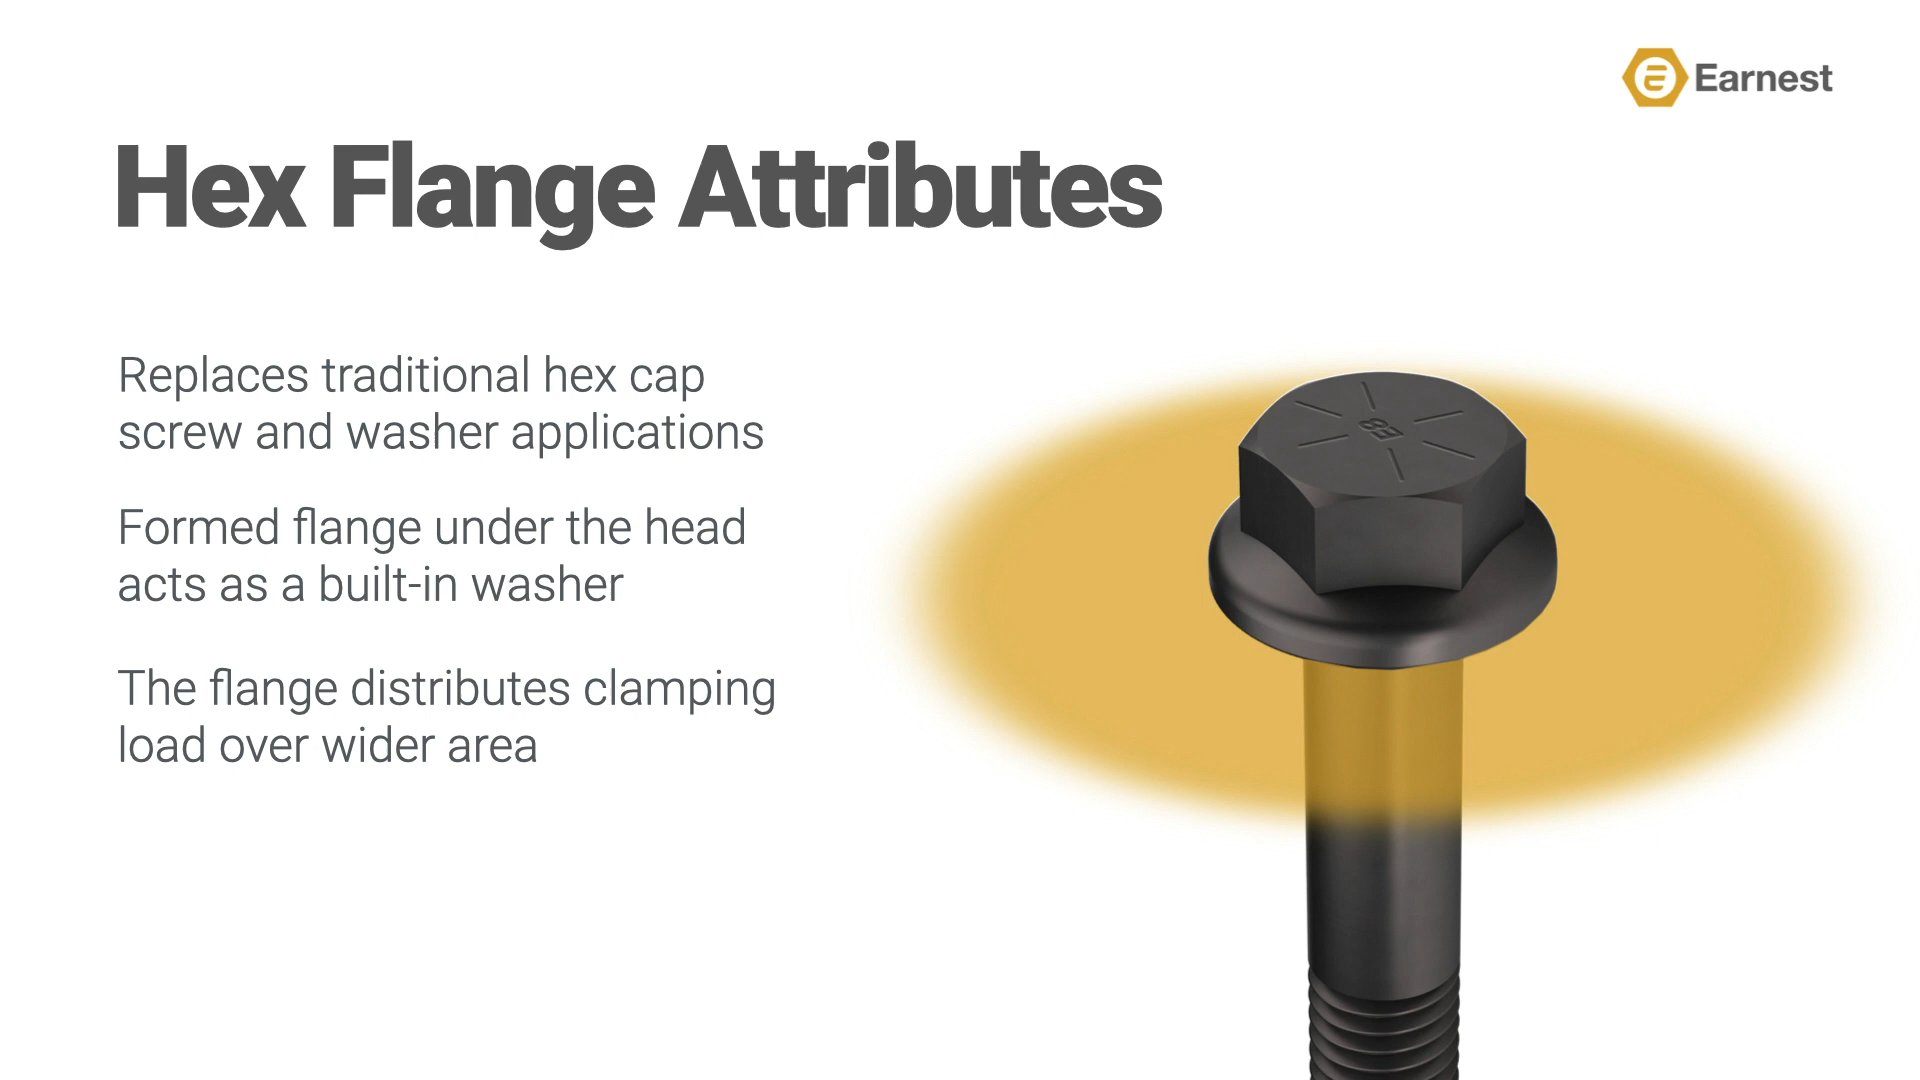 Earnest
Hex Flange Attributes
Replaces traditional hex cap
screw and washer applications
Formed flange under the head
acts as a built-in washer
The flange distributes clamping
load over wider area
E8